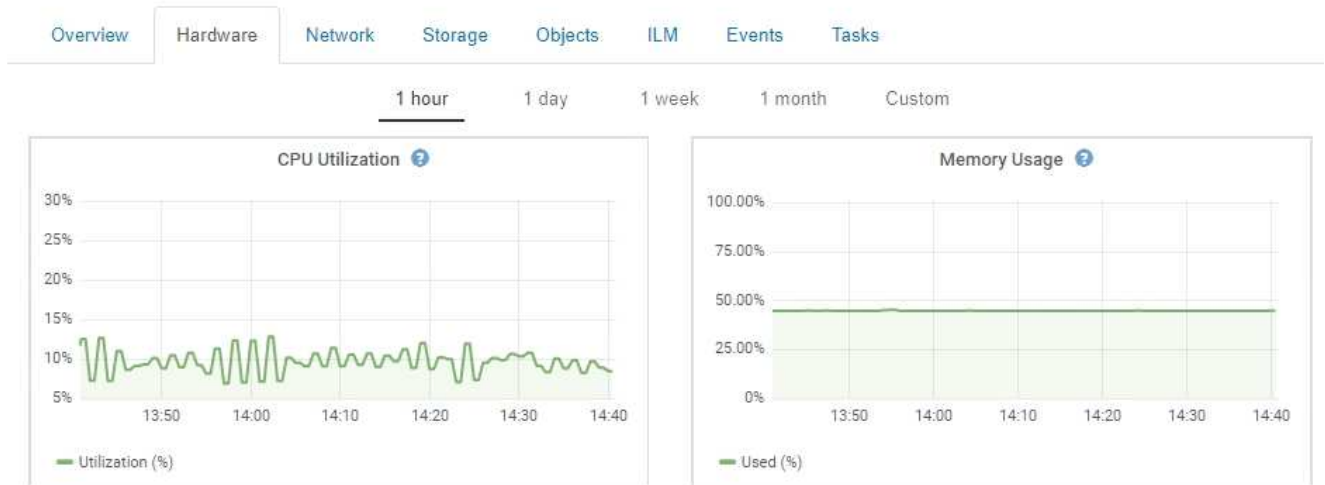 Overview Hardware Network Storage Objects ILM Events Tasks
1 hour 1 day 1 week 1 month Custom
CPU Utilization ?
30%
25%
20%
15%
10%
5%
13:50 14:00 14:10 14:20 14:30 14:40
Utilization (%)
Memory Usage ?
100.00%
75.00%
50.00%
25.00%
0%
13:50 14:00 14:10 14:20 14:30 14:40
Used (%)